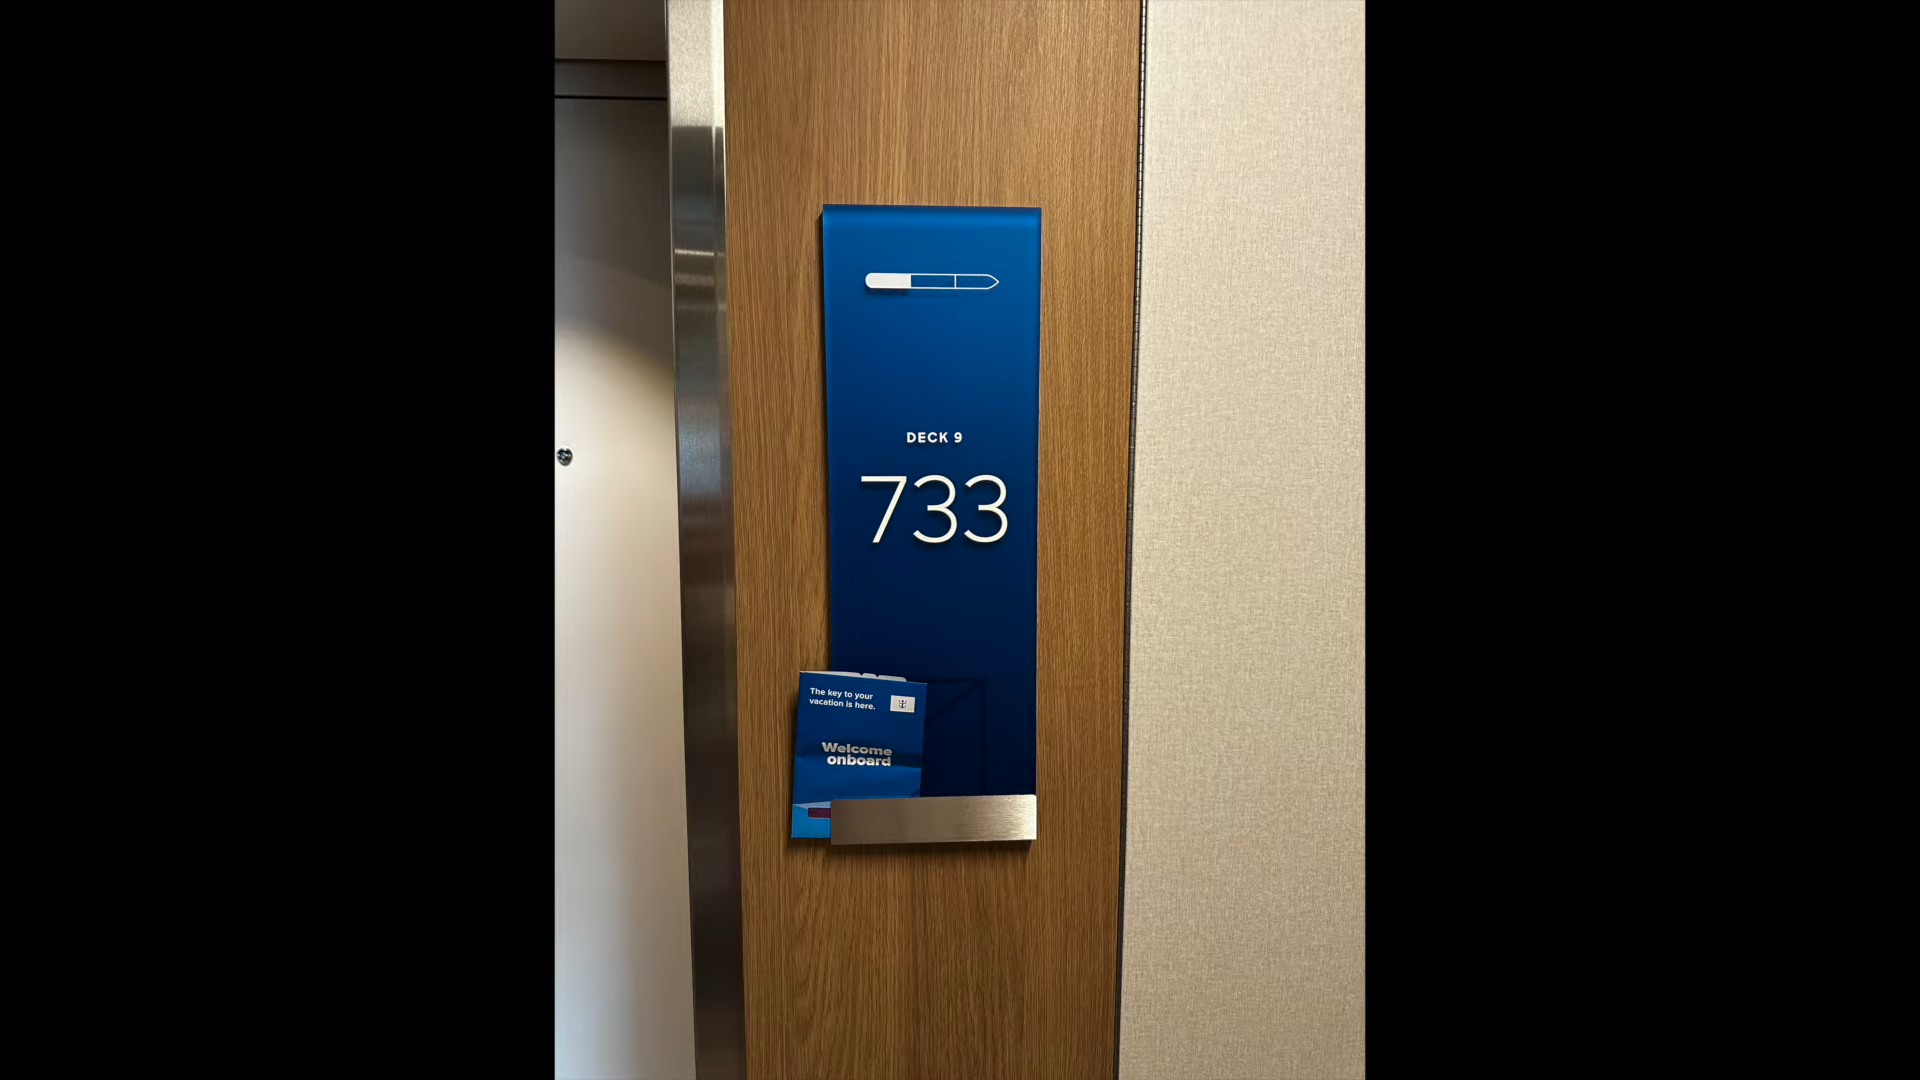 DECK 9
733
The key to your
vacation is here.
Welcome
onboard